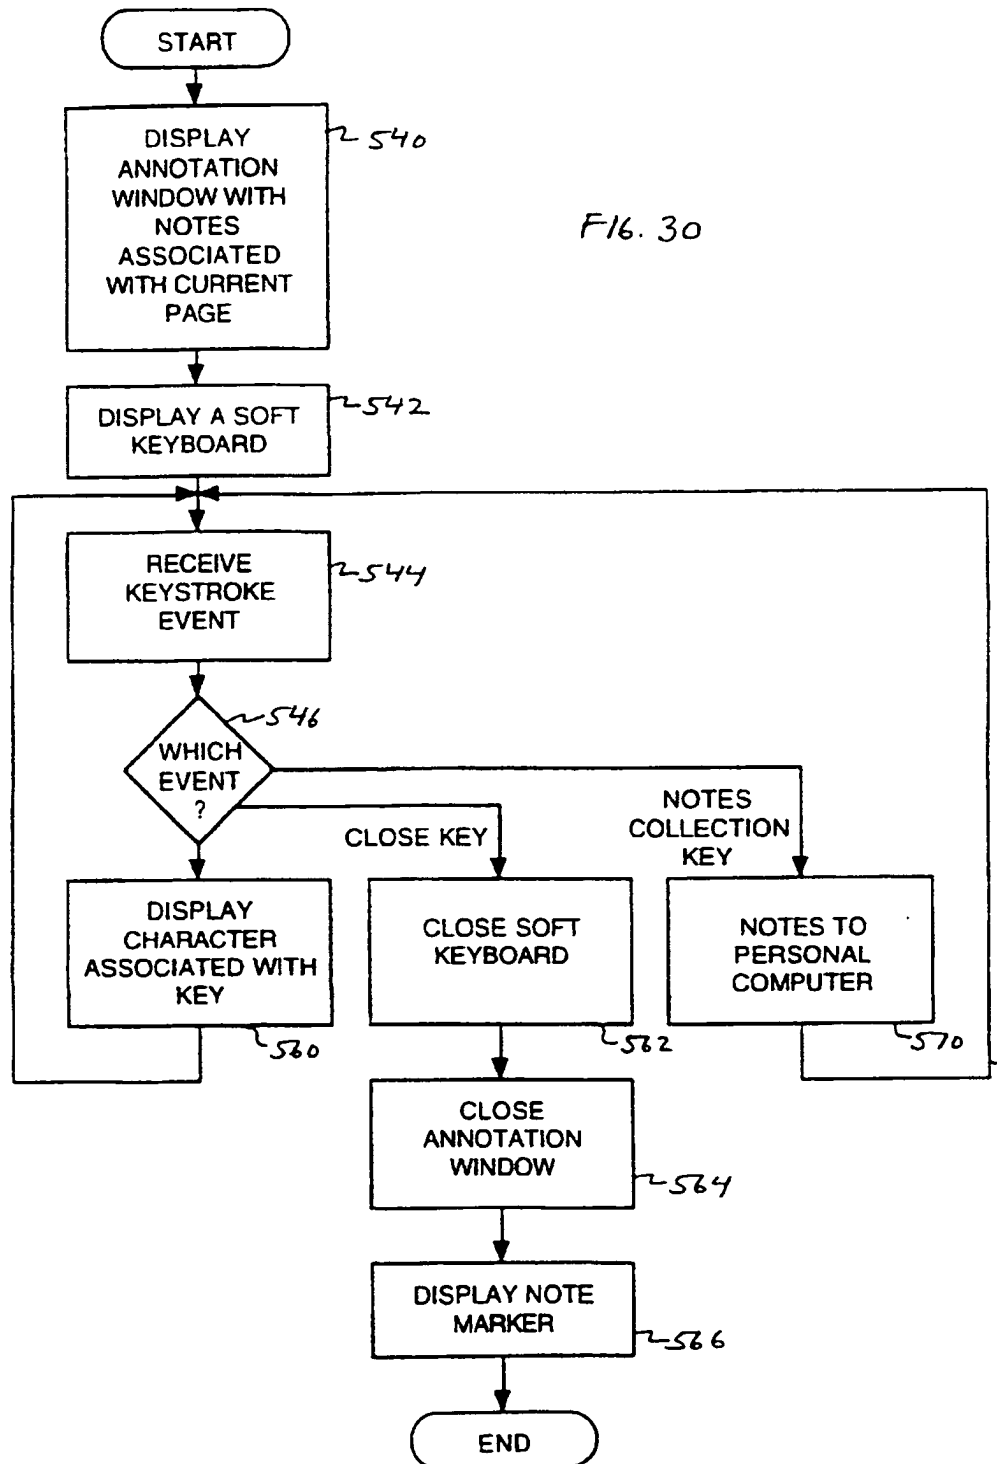 START
DISPLAY
ANNOTATION
WINDOW WITH
NOTES
ASSOCIATED
WITH CURRENT
PAGE
540
FIG. 30
DISPLAY A SOFT
KEYBOARD
542
RECEIVE
KEYSTROKE
EVENT
544
WHICH
EVENT
?
546
CLOSE KEY
NOTES
COLLECTION
KEY
DISPLAY
CHARACTER
ASSOCIATED WITH
KEY
560
CLOSE SOFT
KEYBOARD
562
NOTES TO
PERSONAL
COMPUTER
570
CLOSE
ANNOTATION
WINDOW
564
DISPLAY NOTE
MARKER
566
END